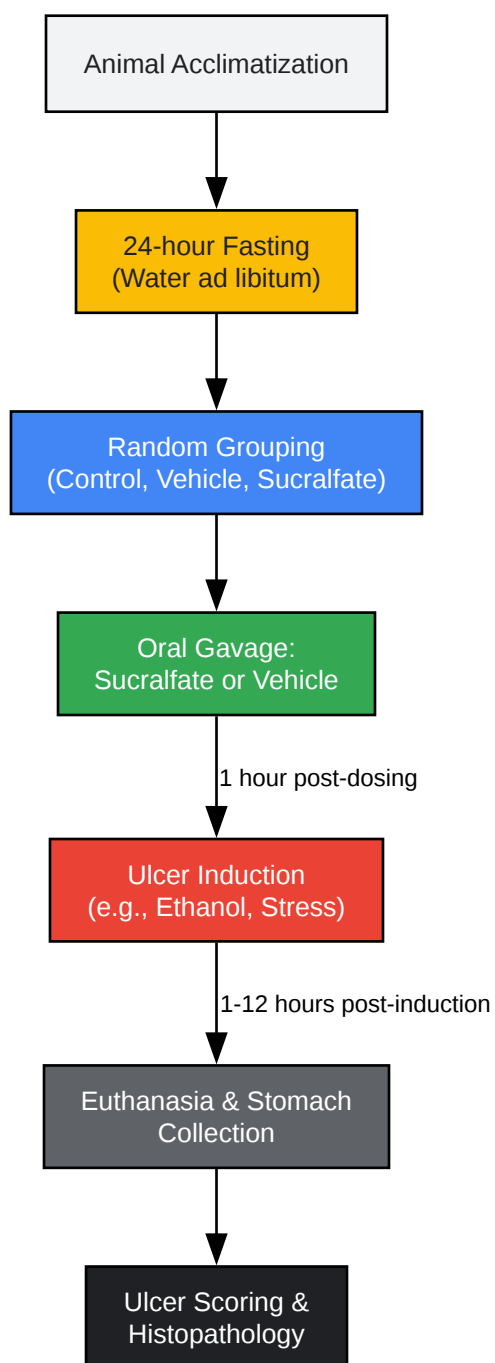 Animal Acclimatization
24-hour Fasting
(Water ad libitum)
Random Grouping
(Control, Vehicle, Sucralfate)
Oral Gavage:
Sucralfate or Vehicle
1 hour post-dosing
Ulcer Induction
(e.g., Ethanol, Stress)
1-12 hours post-induction
Euthanasia & Stomach
Collection
Ulcer Scoring &
Histopathology